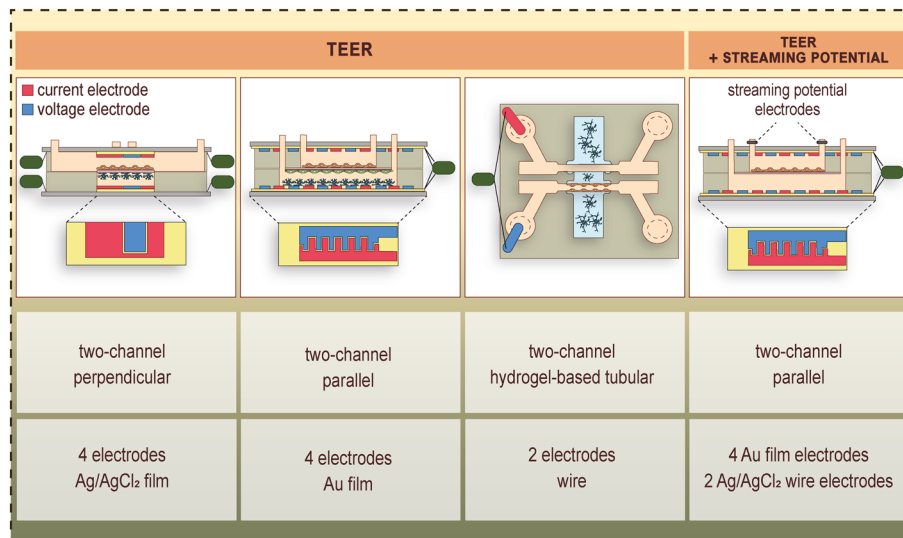 TEER
TEER
+ STREAMING POTENTIAL
current electrode
voltage electrode
streaming potential
electrodes
two-channel
perpendicular
two-channel
parallel
two-channel
hydrogel-based tubular
two-channel
parallel
4 electrodes
Ag/AgCl₂ film
4 electrodes
Au film
2 electrodes
wire
4 Au film electrodes
2 Ag/AgCl₂ wire electrodes